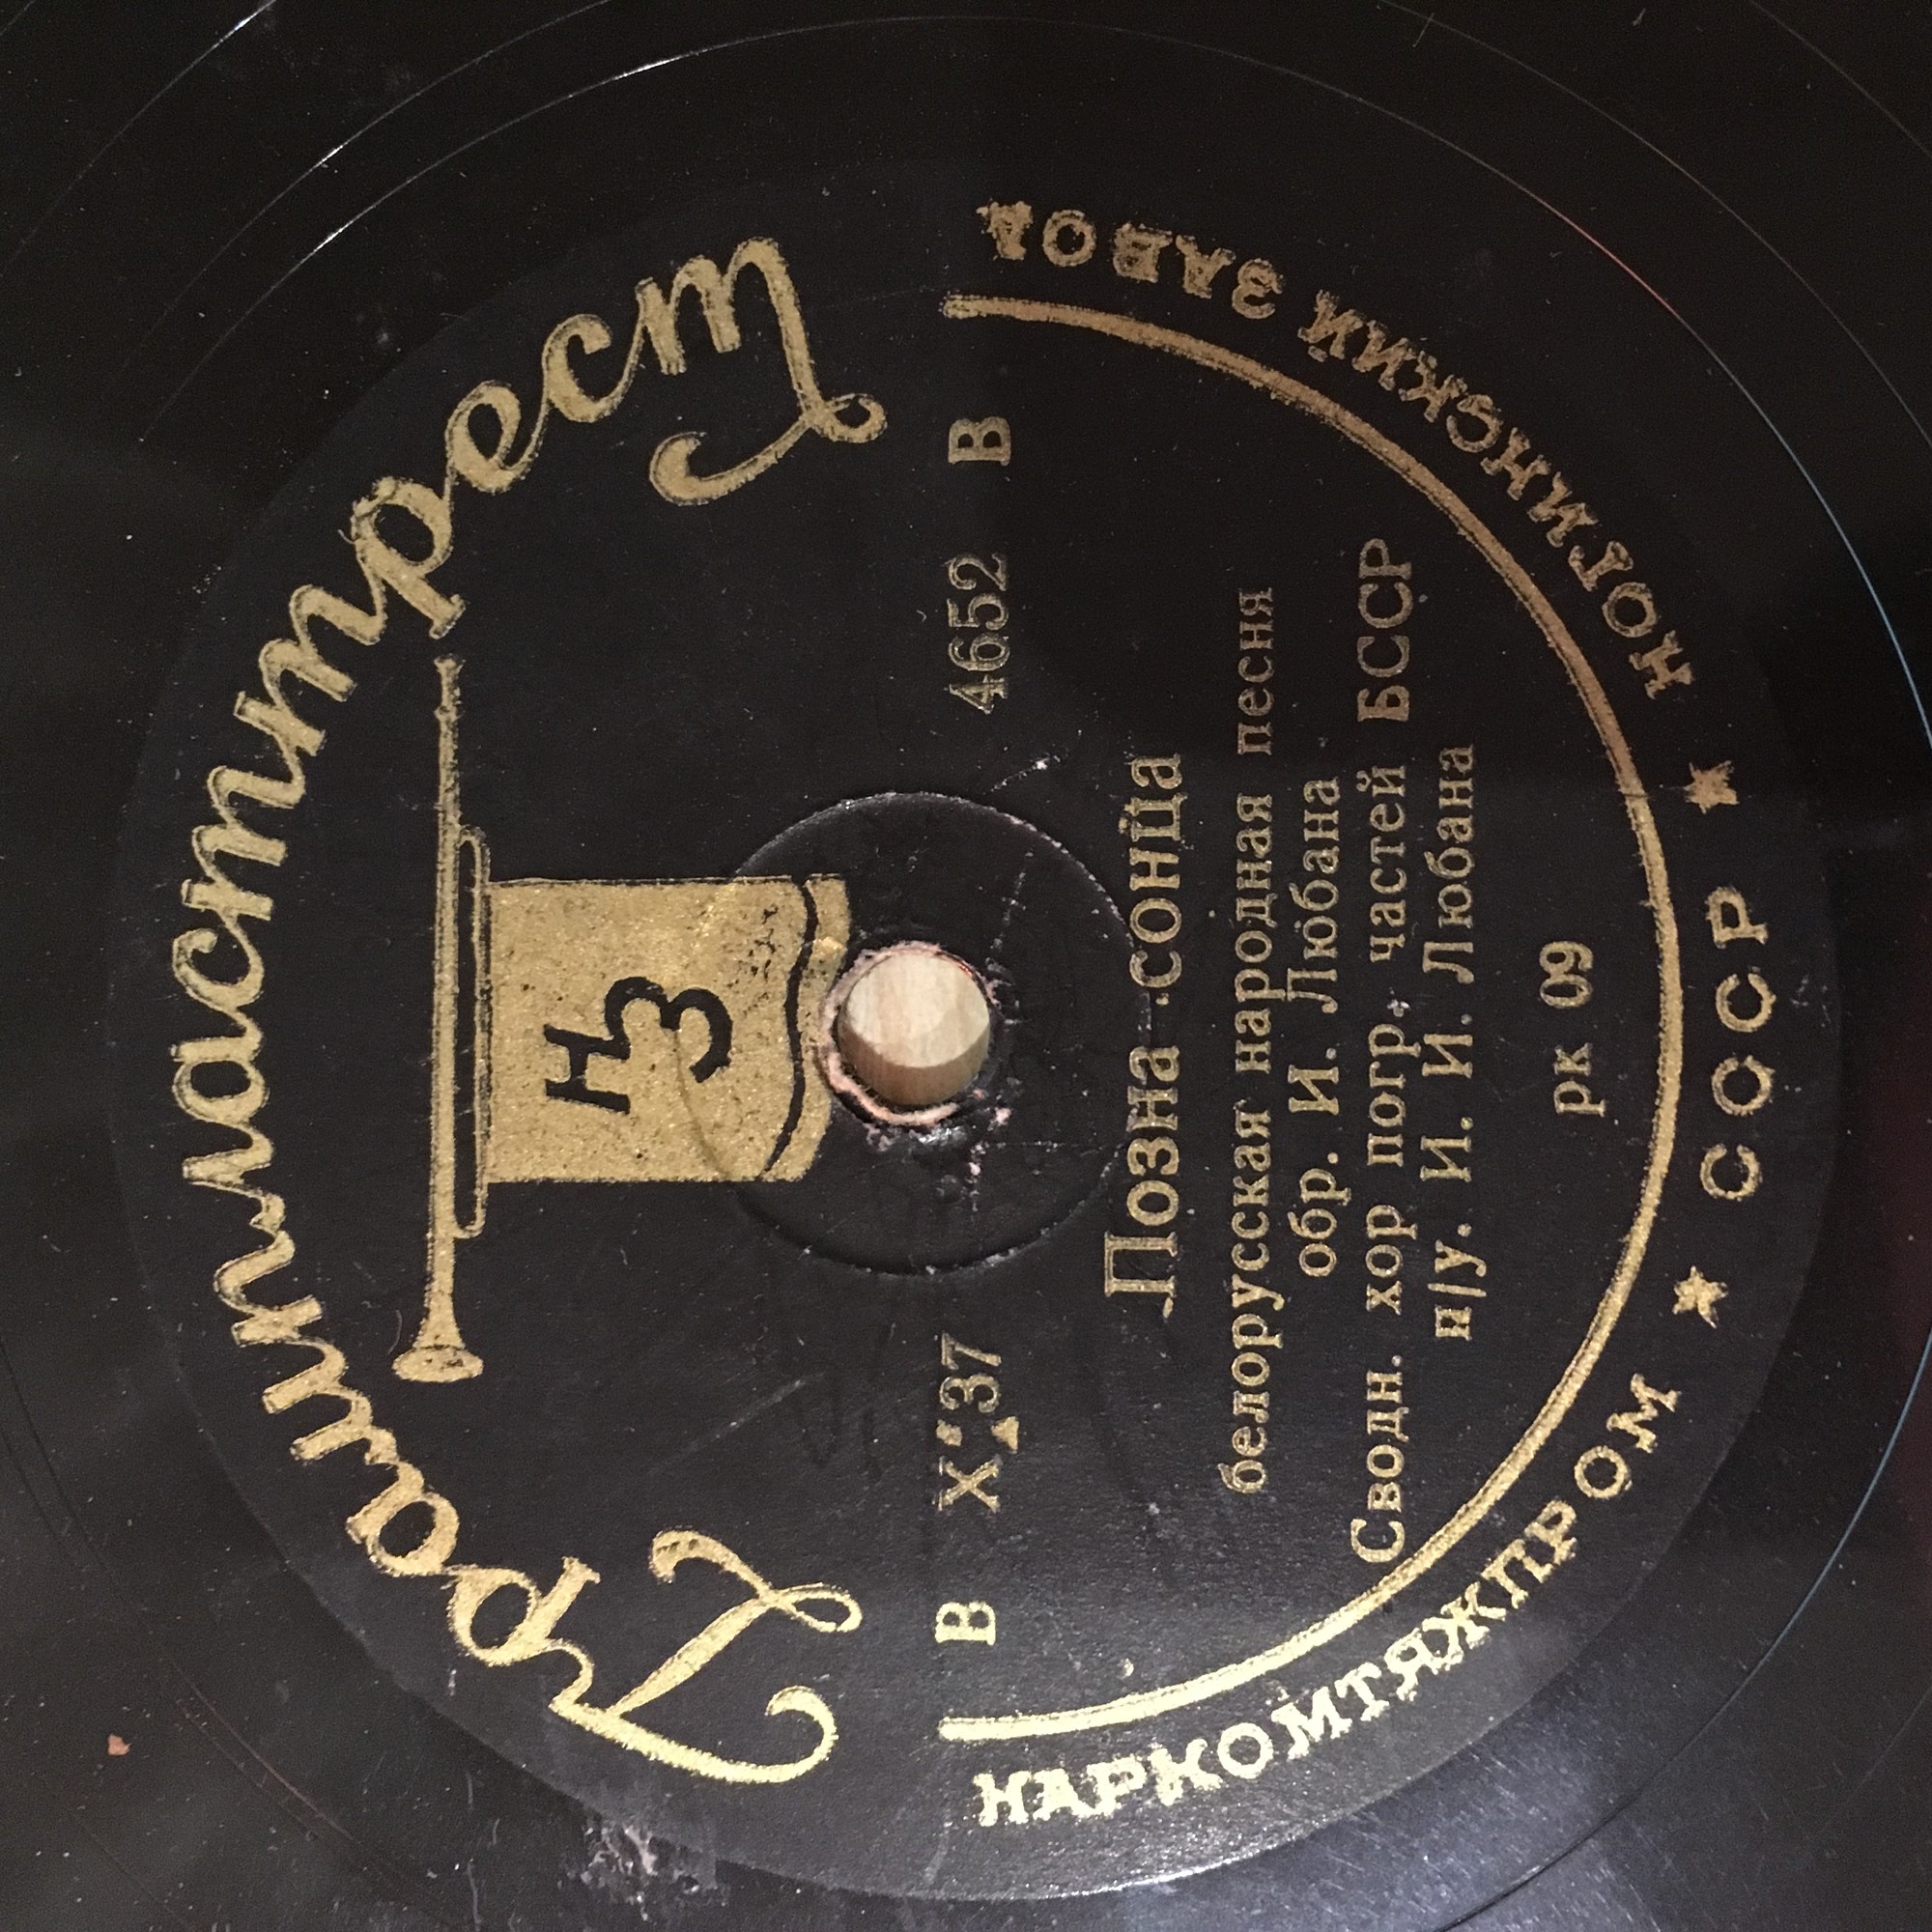 Грампласттрест
НЗ
В Х 37 4652 В
Позна сонца
белорусская народная песня
обр. И. Любана
Сводн. хор погр. частей БССР
п/у. И. И. Любана
рк 09
НАРКОМТЯЖПРОМ ★ СССР ★ НОГИНСКИЙ ЗАВОД